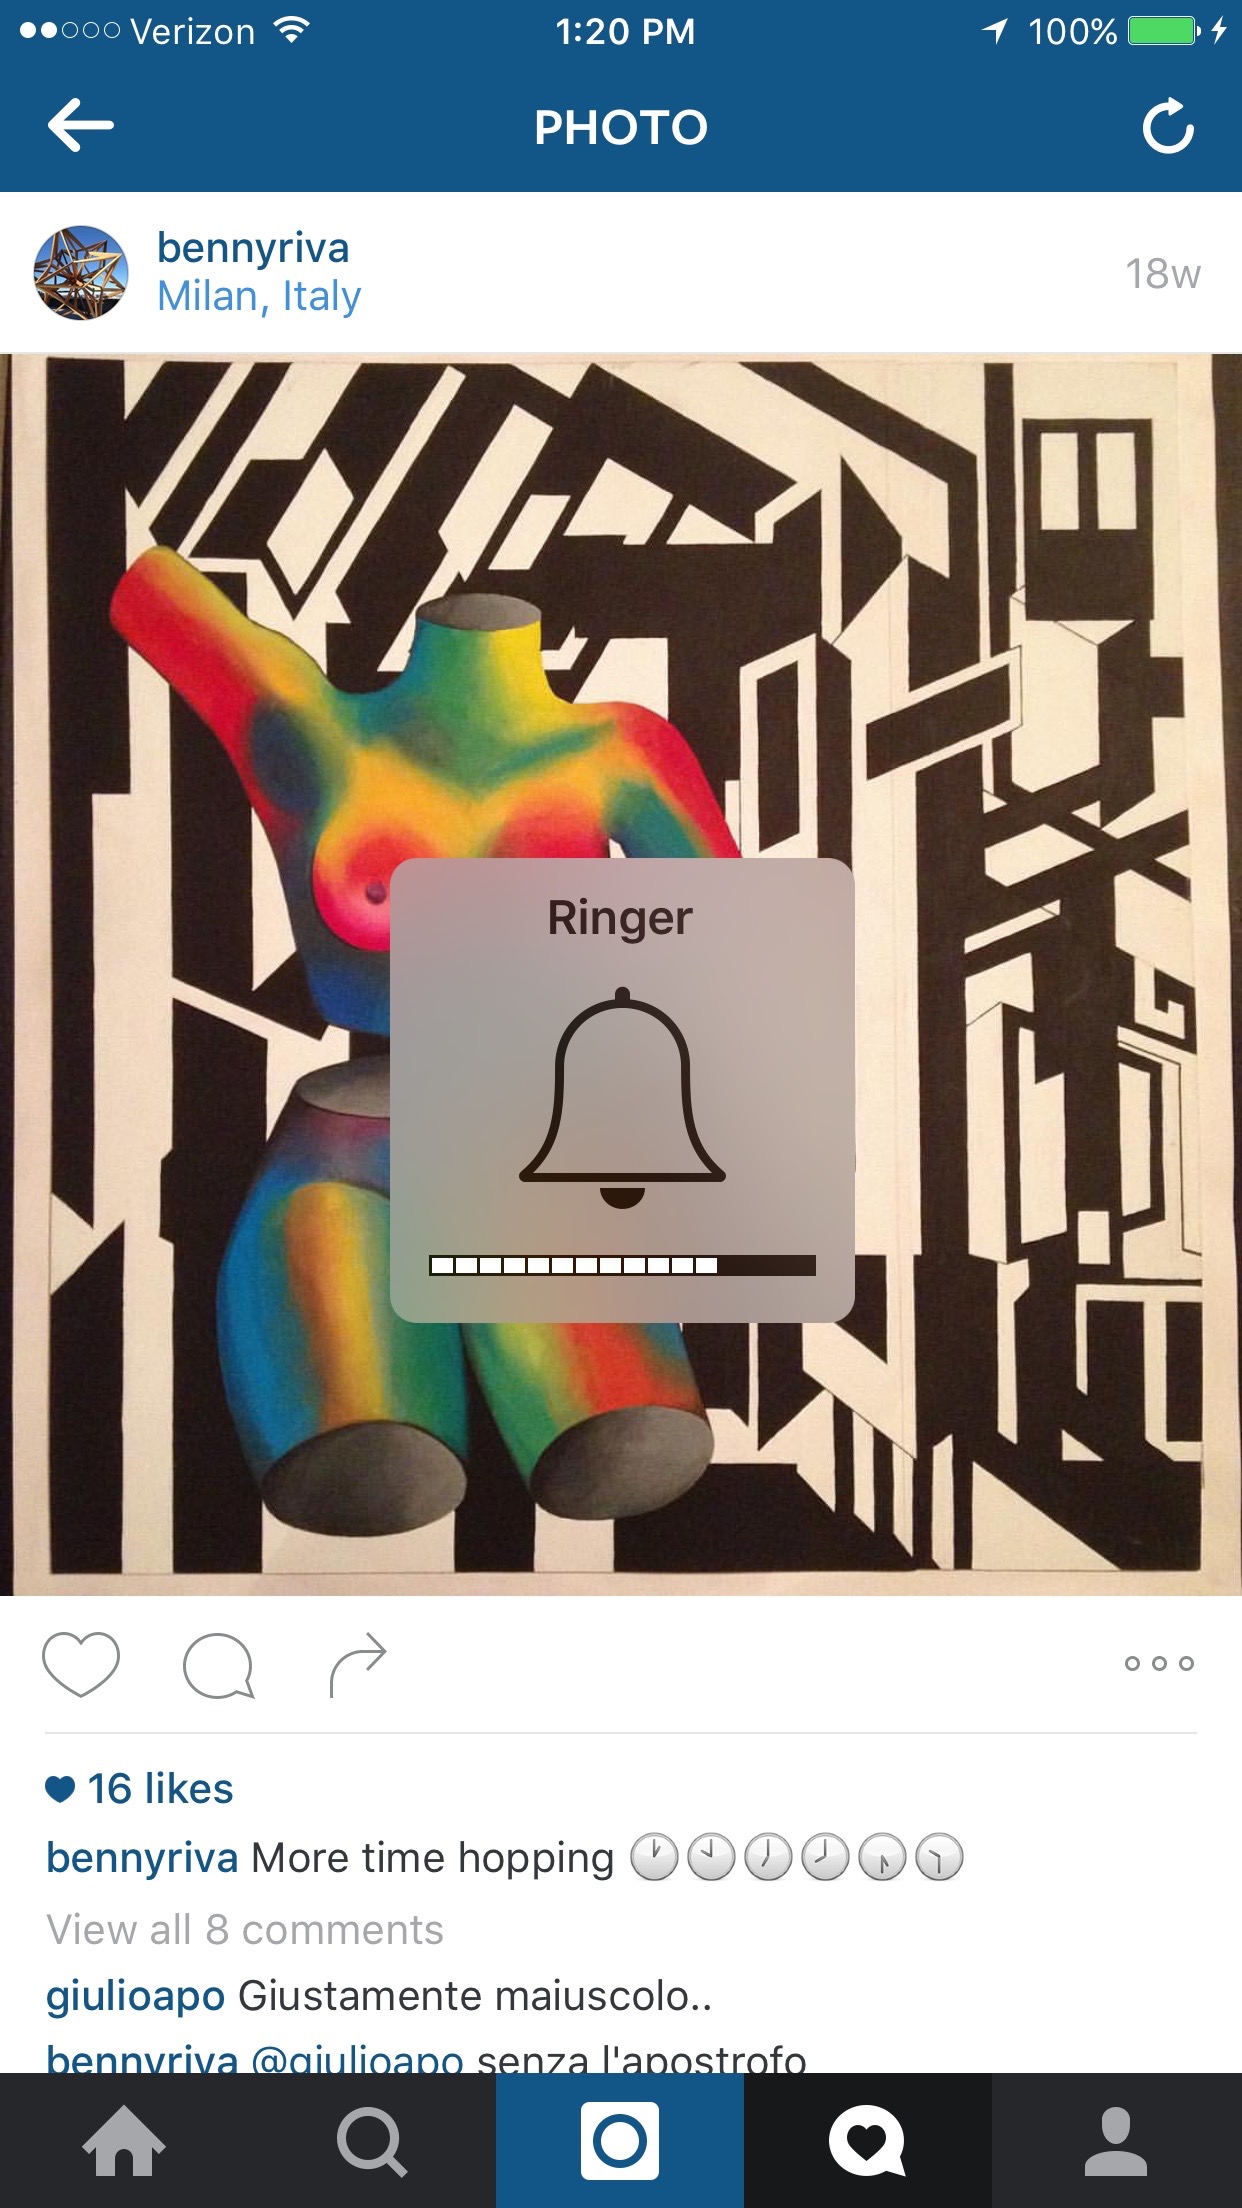 Verizon 1:20 PM 100%
PHOTO
bennyriva
Milan, Italy
18w
Ringer
16 likes
bennyriva More time hopping 🕐🕙🕖🕗🕠🕤
View all 8 comments
giulioapo Giustamente maiuscolo..
bennyriva @giulioapo senza l'apostrofo